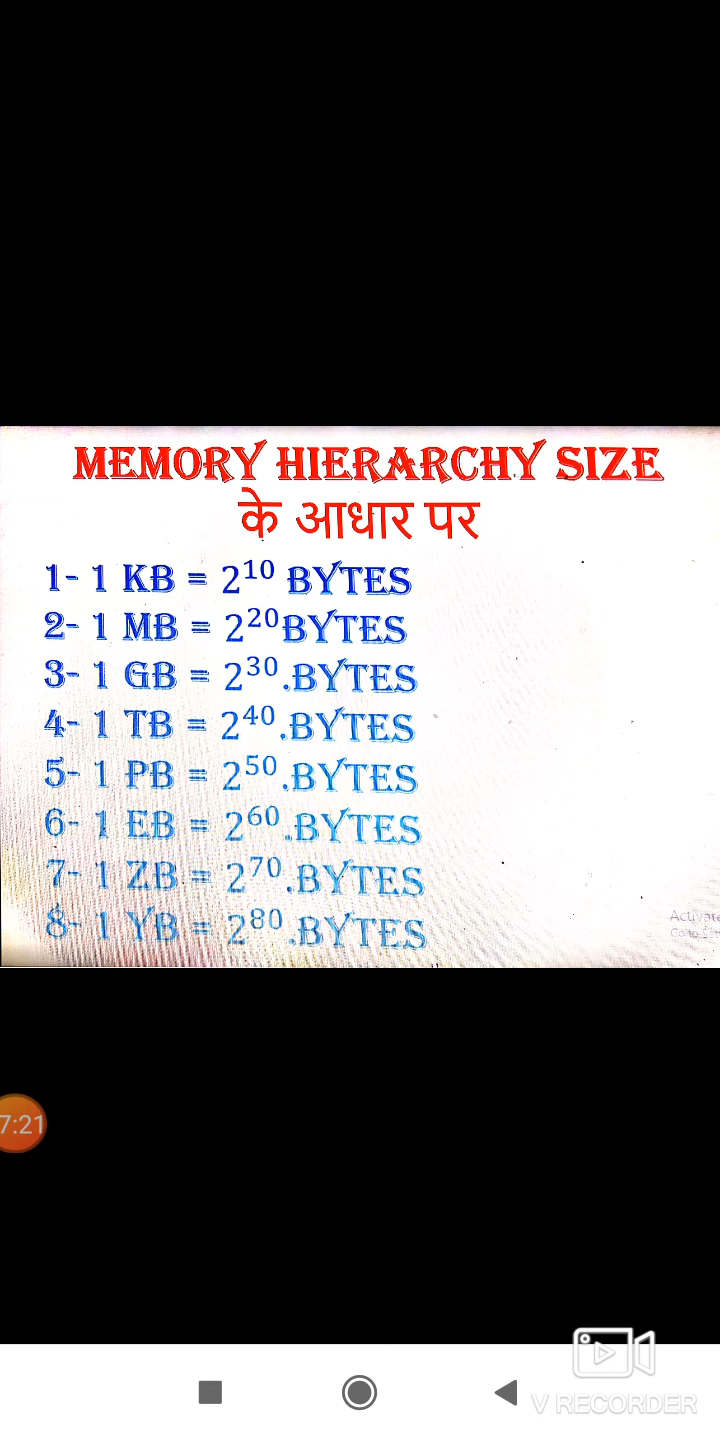 MEMORY HIERARCHY SIZE
के आधार पर
1- 1 KB = 2¹⁰ BYTES
2- 1 MB = 2²⁰BYTES
3- 1 GB = 2³⁰.BYTES
4- 1 TB = 2⁴⁰.BYTES
5- 1 PB = 2⁵⁰.BYTES
6- 1 EB = 2⁶⁰.BYTES
7- 1 ZB = 2⁷⁰.BYTES
8- 1 YB = 2⁸⁰.BYTES
Activate
7:21
V RECORDER